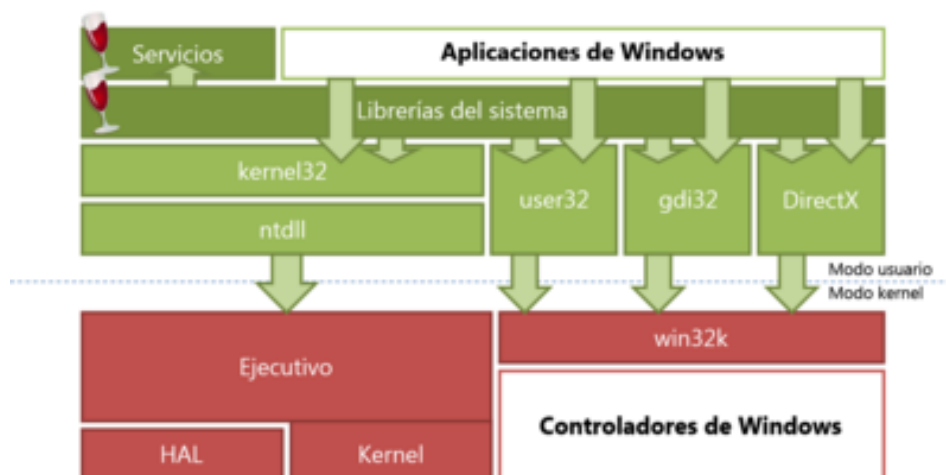 Servicios
Aplicaciones de Windows
Librerías del sistema
kernel32
user32
gdi32
DirectX
ntdll
Modo usuario
Modo kernel
Ejecutivo
win32k
Controladores de Windows
HAL
Kernel